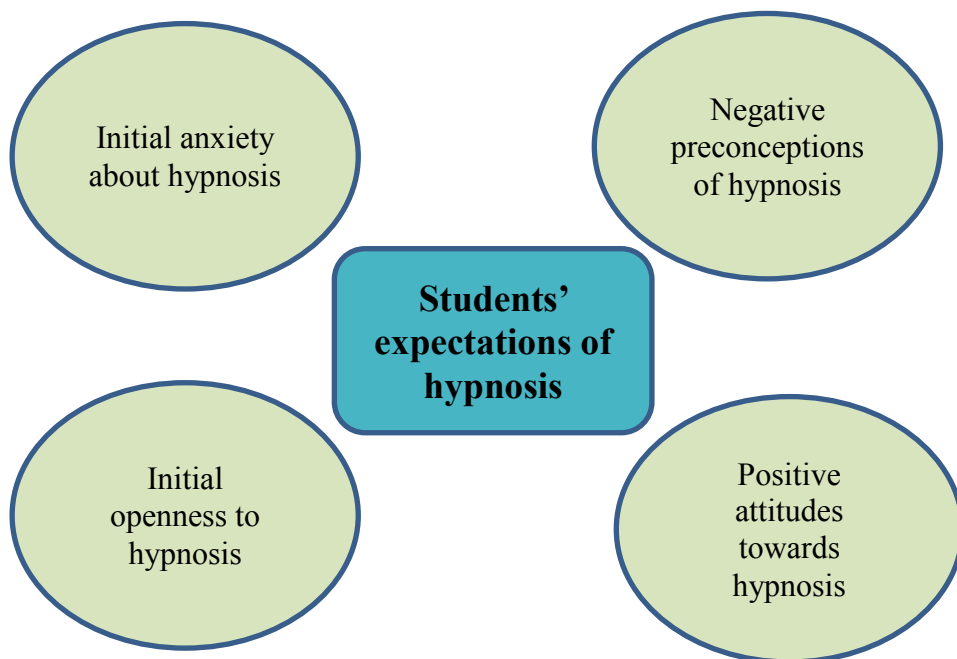 Initial anxiety
about hypnosis
Negative
preconceptions
of hypnosis
Students’
expectations of
hypnosis
Initial
openness to
hypnosis
Positive
attitudes
towards
hypnosis